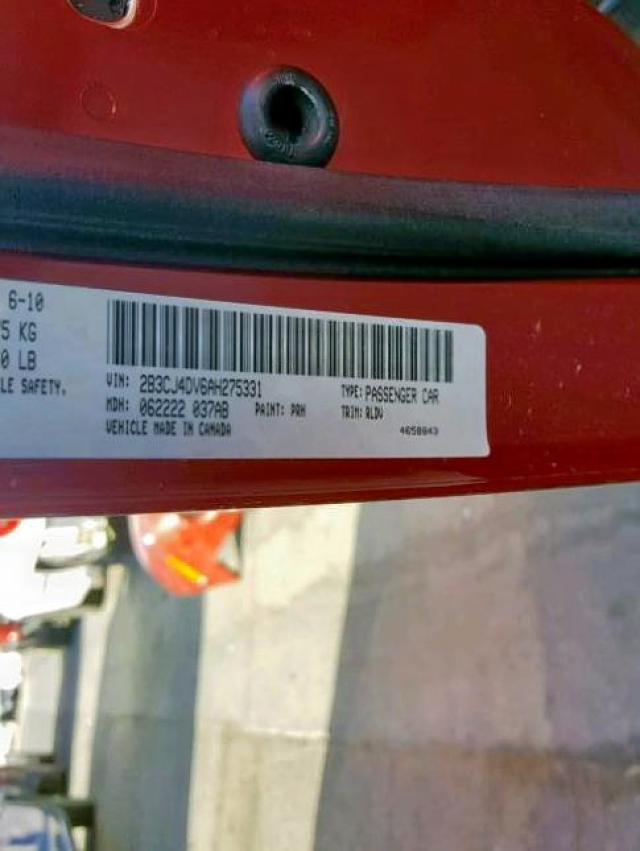 6-10
5 KG
0 LB
LE SAFETY.
VIN: 2B3CJ4DV6AH275331 TYPE: PASSENGER CAR
MDH: 062222 037AB PAINT: PRH TRIM: RLDV
VEHICLE MADE IN CANADA 4658643